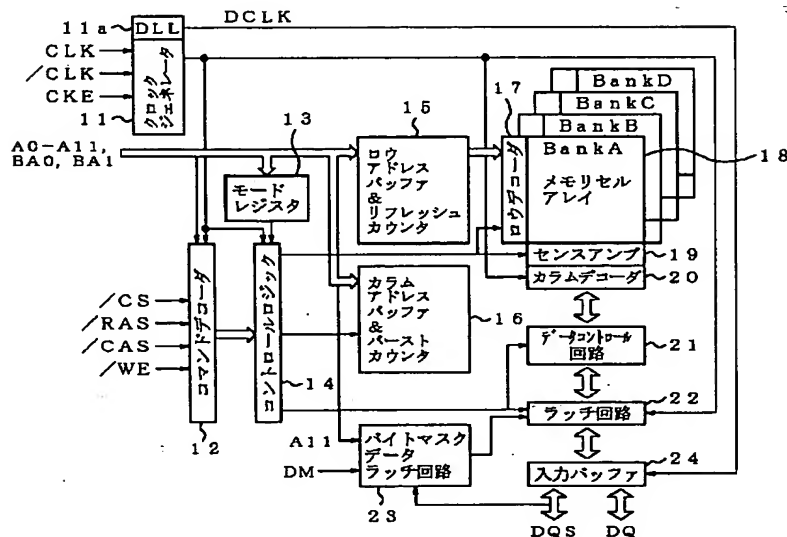 11a
DLL
DCLK
CLK
/CLK
CKE
クロック
ジェネレータ
11
A0-A11,
BA0, BA1
13
モード
レジスタ
15
ロウ
アドレス
バッファ
&
リフレッシュ
カウンタ
17
ロウデコーダ
BankD
BankC
BankB
BankA
メモリセル
アレイ
18
センスアンプ
19
カラムデコーダ
20
/CS
/RAS
/CAS
/WE
コマンドデコーダ
12
コントロールロジック
14
カラム
アドレス
バッファ
&
バースト
カウンタ
16
データコントロール
回路
21
ラッチ回路
22
A11
DM
バイトマスク
データ
ラッチ回路
23
入力バッファ
24
DQS
DQ